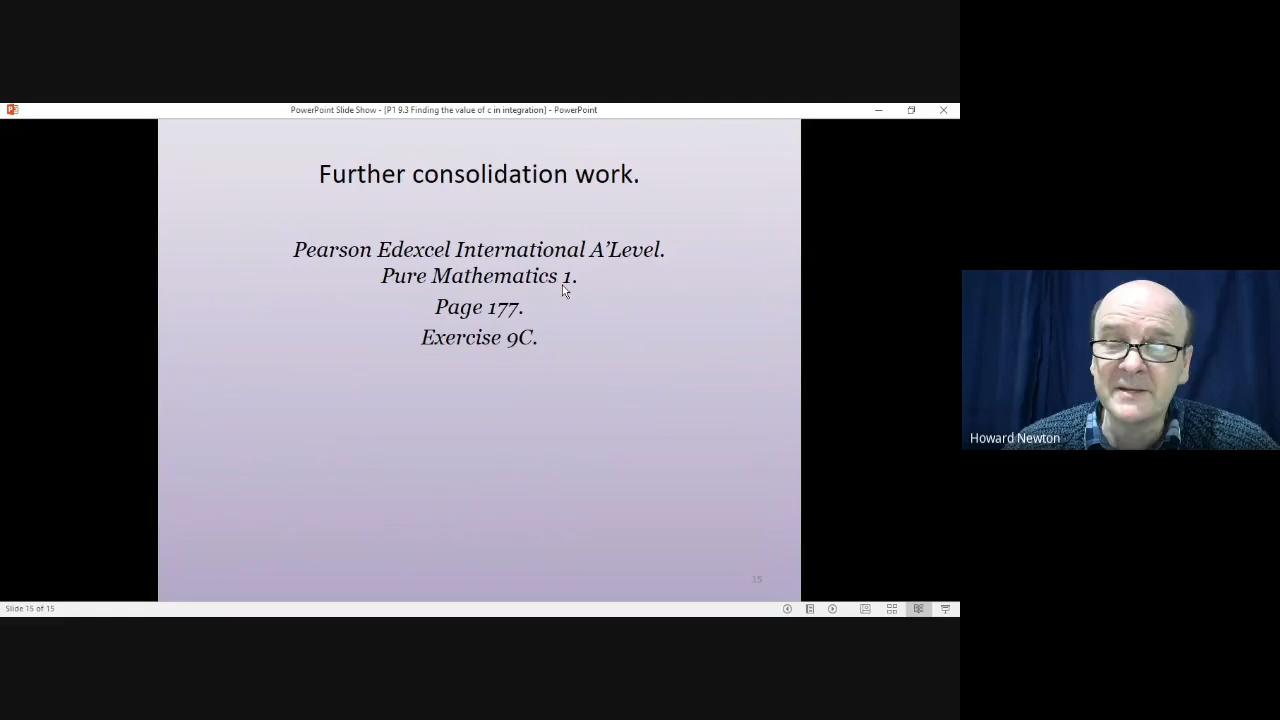 PowerPoint Slide Show - [P1 9.3 Finding the value of c in integration] - PowerPoint
Further consolidation work.
Pearson Edexcel International A’Level.
Pure Mathematics 1.
Page 177.
Exercise 9C.
Howard Newton
15
Slide 15 of 15